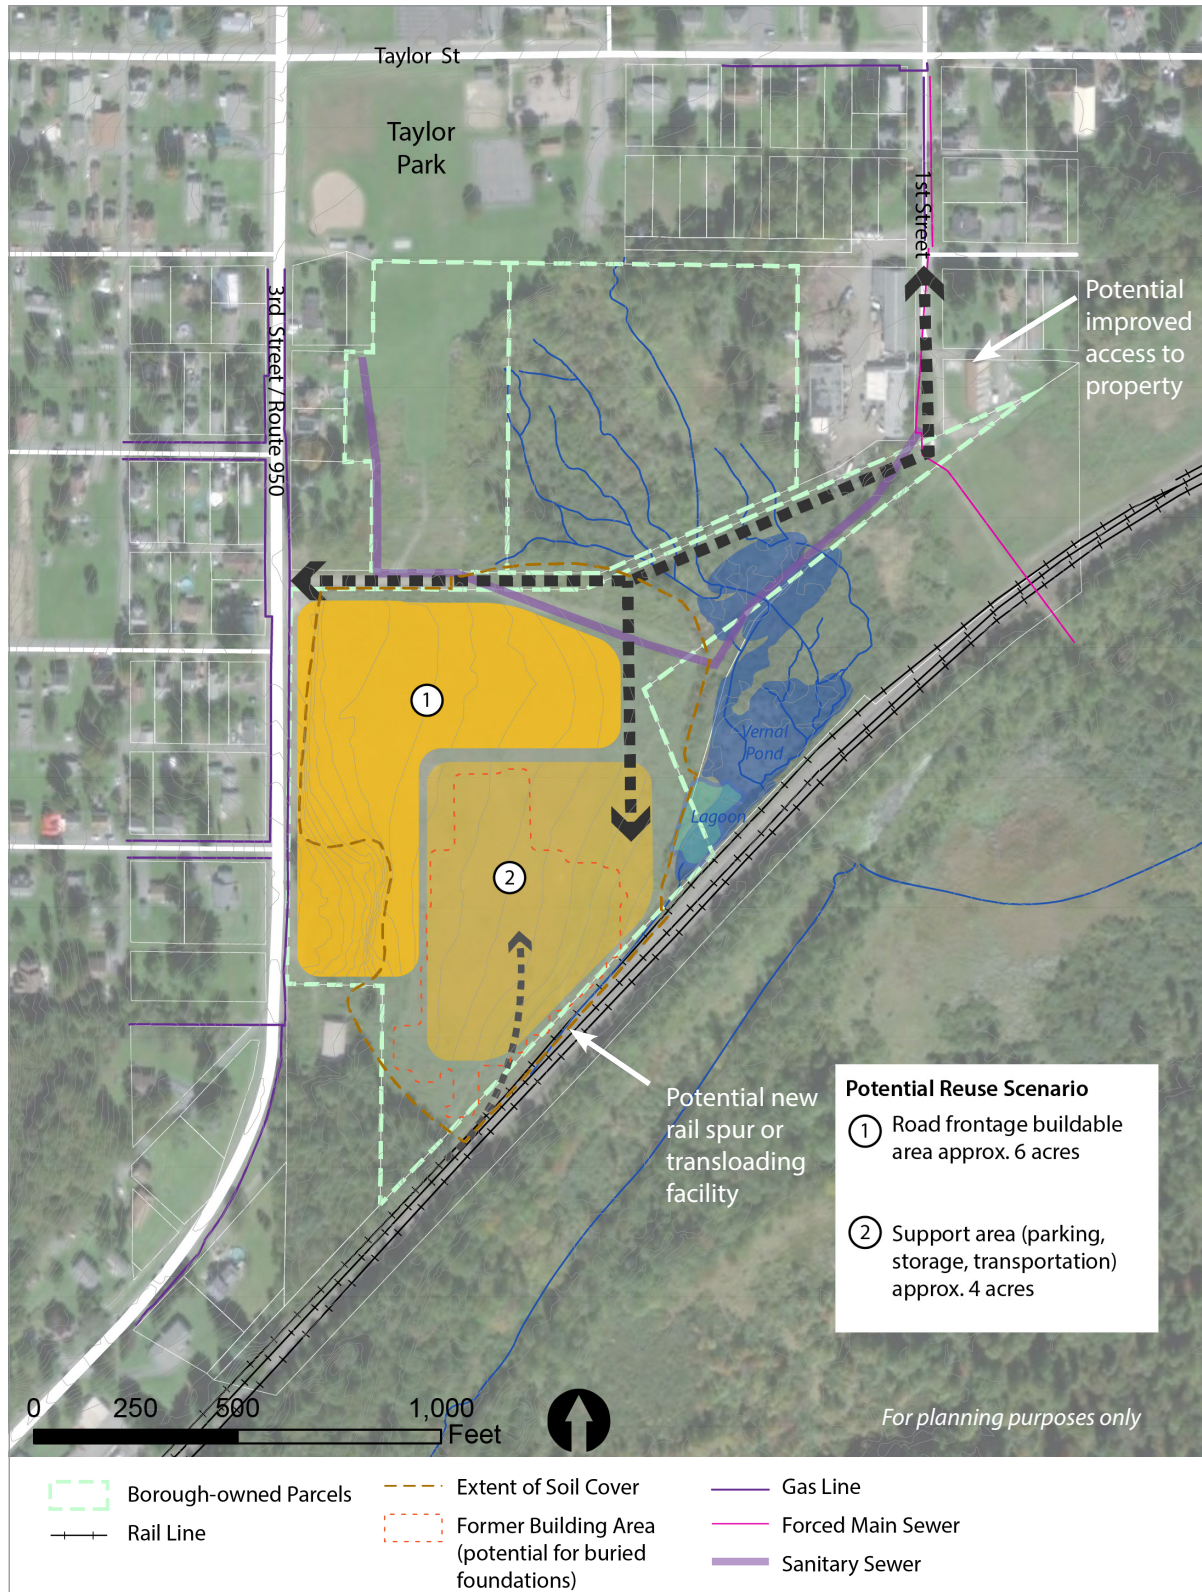 Taylor St
Taylor
Park
1st Street
3rd Street / Route 950
Potential
improved
access to
property
1
2
Vernal
Pond
Lagoon
Potential new
rail spur or
transloading
facility
Potential Reuse Scenario
1 Road frontage buildable
area approx. 6 acres
2 Support area (parking,
storage, transportation)
approx. 4 acres
0 250 500 1,000
Feet
For planning purposes only
Borough-owned Parcels
Rail Line
Extent of Soil Cover
Former Building Area
(potential for buried
foundations)
Gas Line
Forced Main Sewer
Sanitary Sewer